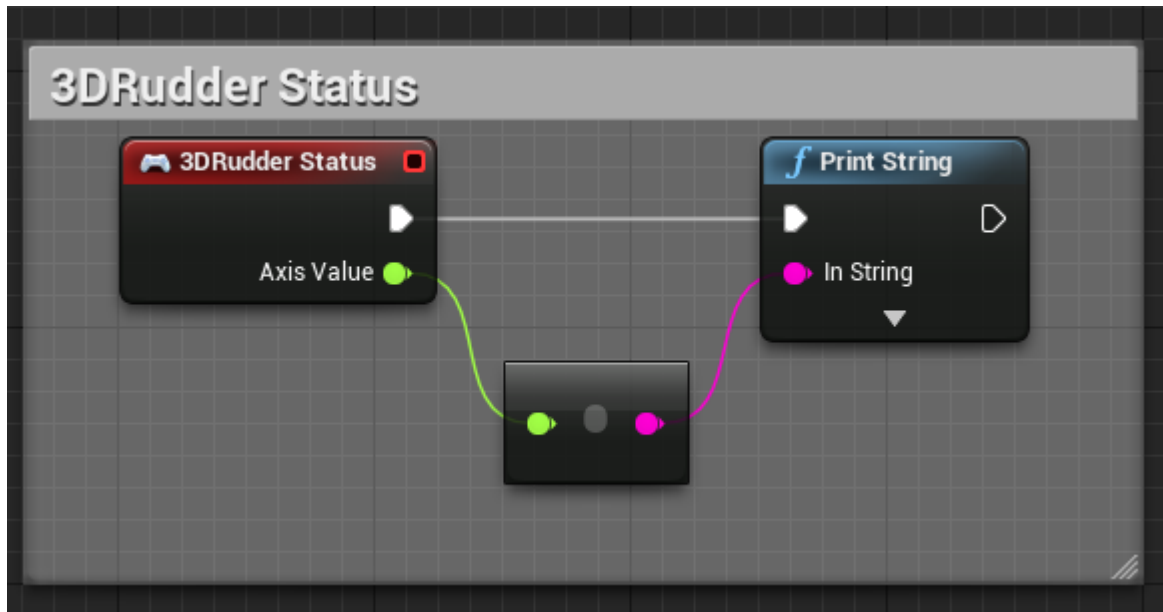 3DRudder Status
3DRudder Status
Print String
Axis Value
In String